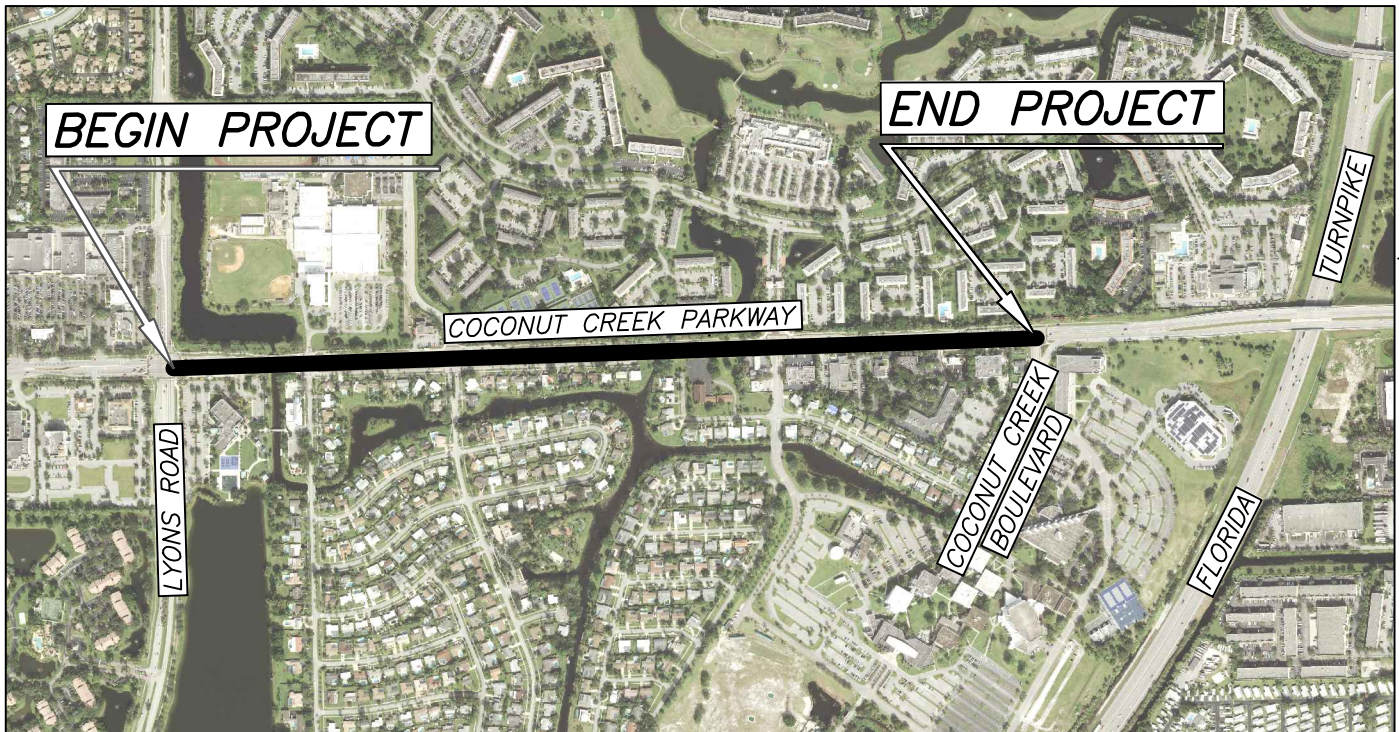 BEGIN PROJECT
END PROJECT
TURNPIKE
COCONUT CREEK PARKWAY
LYONS ROAD
COCONUT CREEK
BOULEVARD
FLORIDA